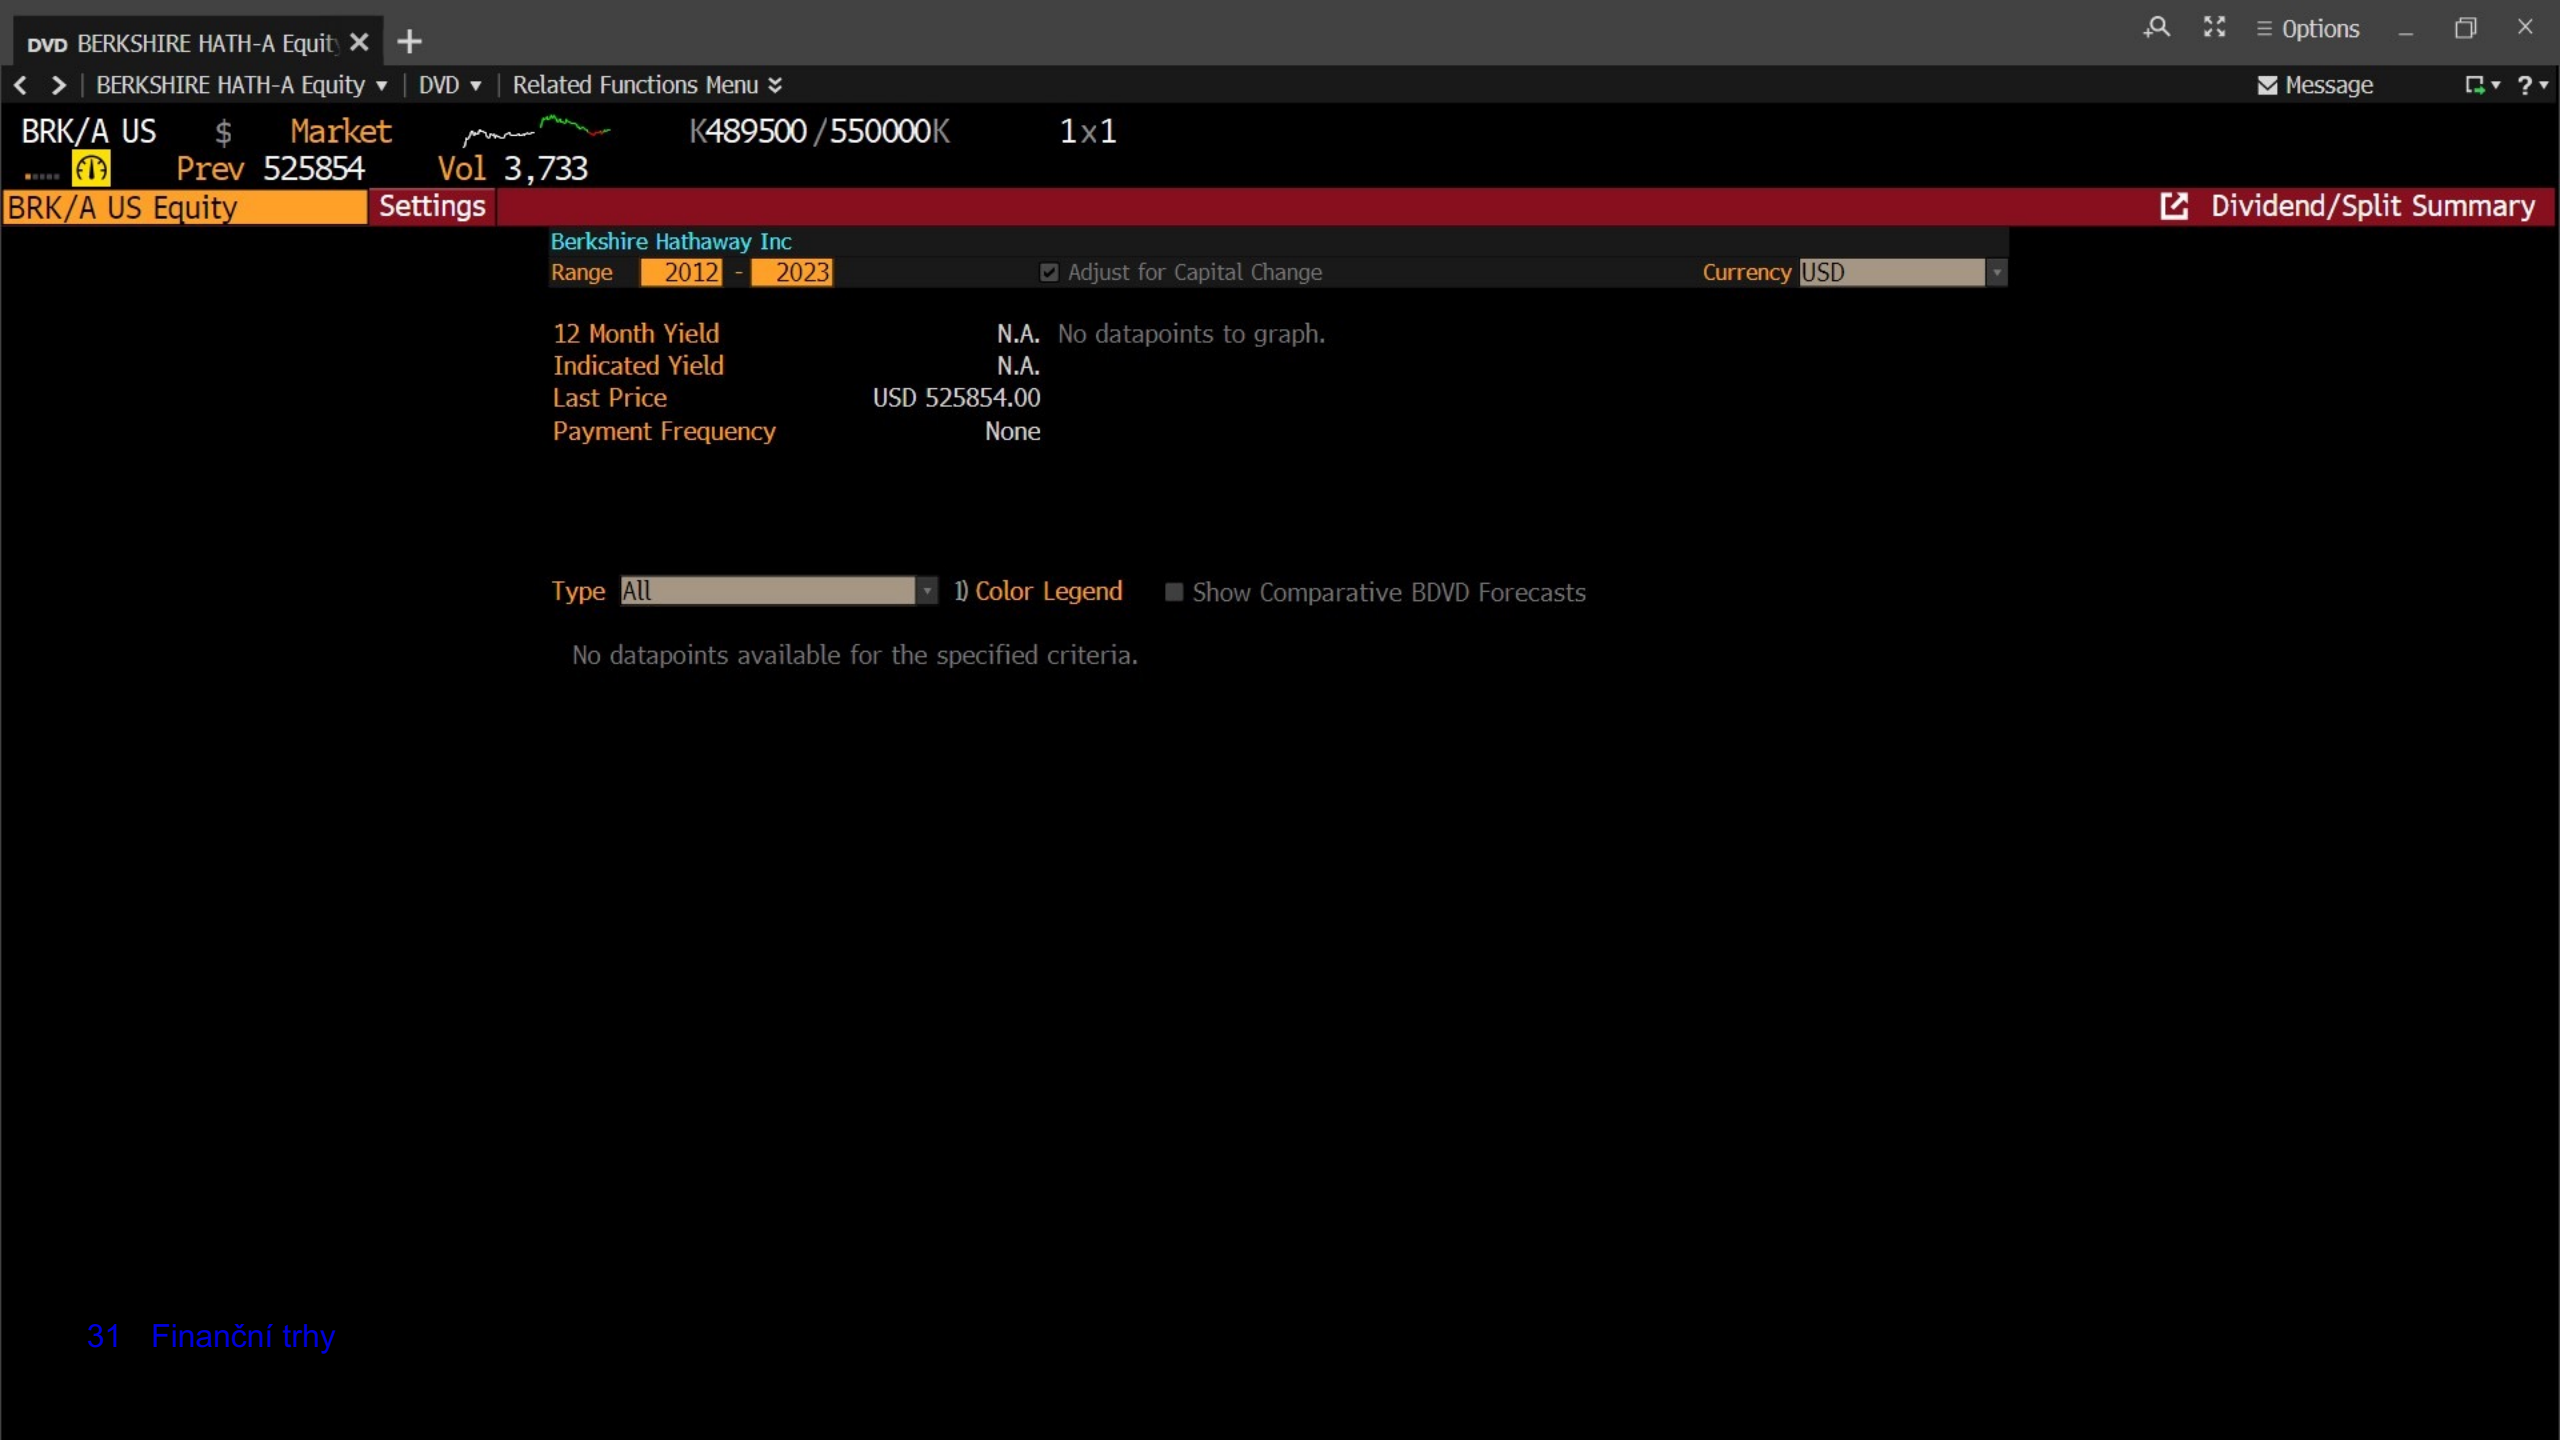 DVD BERKSHIRE HATH-A Equit
Options
BERKSHIRE HATH-A Equity DVD Related Functions Menu Message ?
BRK/A US $ Market K489500 /550000K 1x1
Prev 525854 Vol 3,733
BRK/A US Equity Settings Dividend/Split Summary
Berkshire Hathaway Inc
Range 2012 - 2023 Adjust for Capital Change Currency USD
12 Month Yield N.A. No datapoints to graph.
Indicated Yield N.A.
Last Price USD 525854.00
Payment Frequency None
Type All 1) Color Legend Show Comparative BDVD Forecasts
No datapoints available for the specified criteria.
31 Finanční trhy